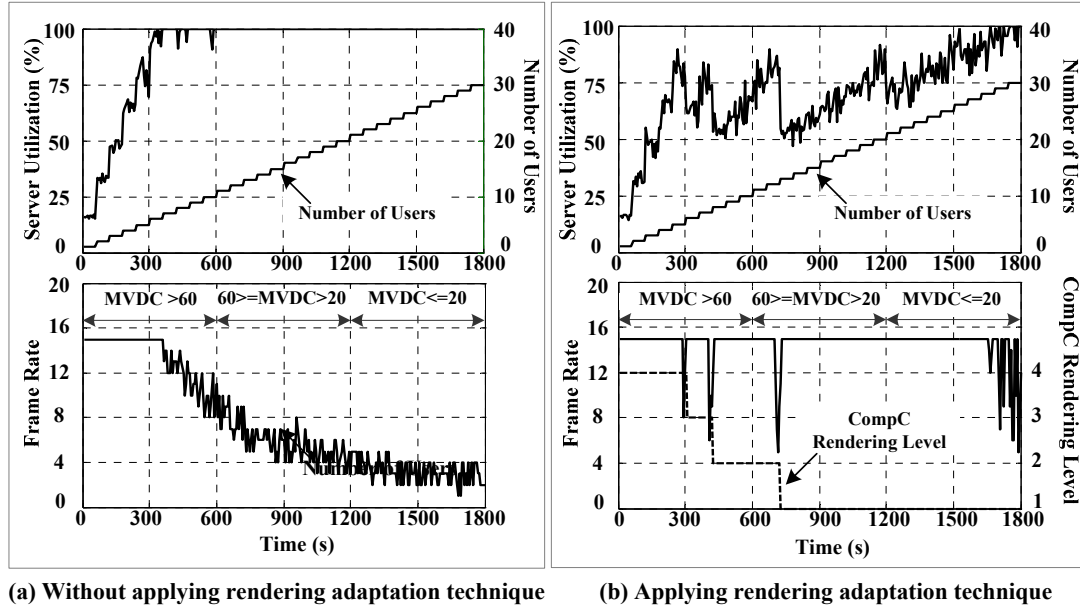 Server Utilization (%)
100
75
50
25
0
40
30
20
10
0
Number of Users
Number of Users
0 300 600 900 1200 1500 1800
Frame Rate
20
16
12
8
4
0
MVDC >60 60>=MVDC>20 MVDC<=20
0 300 600 900 1200 1500 1800
Time (s)
(a) Without applying rendering adaptation technique
Server Utilization (%)
100
75
50
25
0
40
30
20
10
0
Number of Users
Number of Users
0 300 600 900 1200 1500 1800
Frame Rate
20
16
12
8
4
0
MVDC >60 60>=MVDC>20 MVDC<=20
4
3
2
1
CompC Rendering Level
CompC
Rendering Level
0 300 600 900 1200 1500 1800
Time (s)
(b) Applying rendering adaptation technique